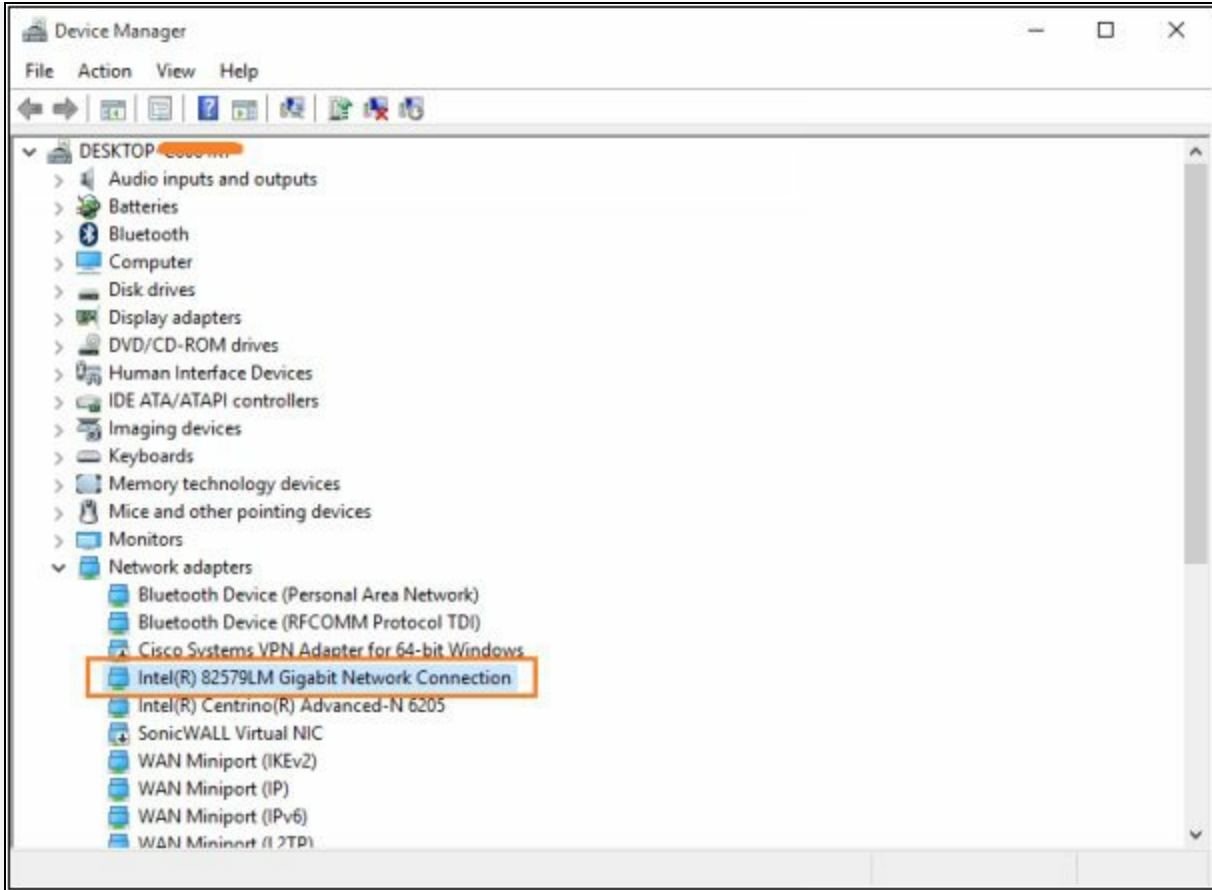 Device Manager
File Action View Help
DESKTOP-
Audio inputs and outputs
Batteries
Bluetooth
Computer
Disk drives
Display adapters
DVD/CD-ROM drives
Human Interface Devices
IDE ATA/ATAPI controllers
Imaging devices
Keyboards
Memory technology devices
Mice and other pointing devices
Monitors
Network adapters
Bluetooth Device (Personal Area Network)
Bluetooth Device (RFCOMM Protocol TDI)
Cisco Systems VPN Adapter for 64-bit Windows
Intel(R) 82579LM Gigabit Network Connection
Intel(R) Centrino(R) Advanced-N 6205
SonicWALL Virtual NIC
WAN Miniport (IKEv2)
WAN Miniport (IP)
WAN Miniport (IPv6)
WAN Miniport (L2TP)